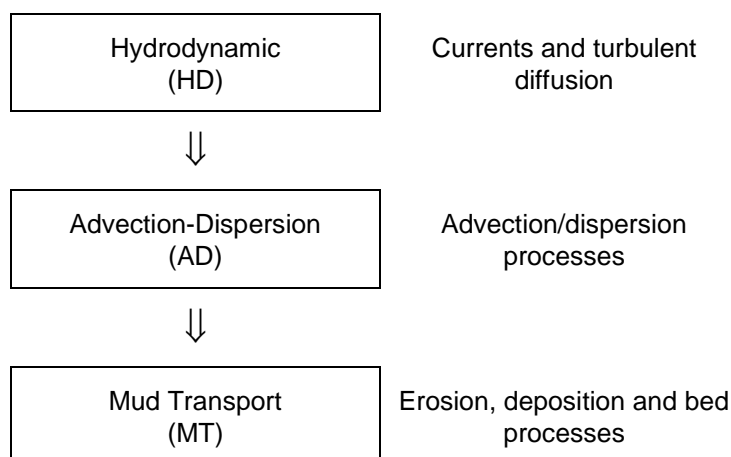 Hydrodynamic
(HD)
Currents and turbulent
diffusion
⇓
Advection-Dispersion
(AD)
Advection/dispersion
processes
⇓
Mud Transport
(MT)
Erosion, deposition and bed
processes